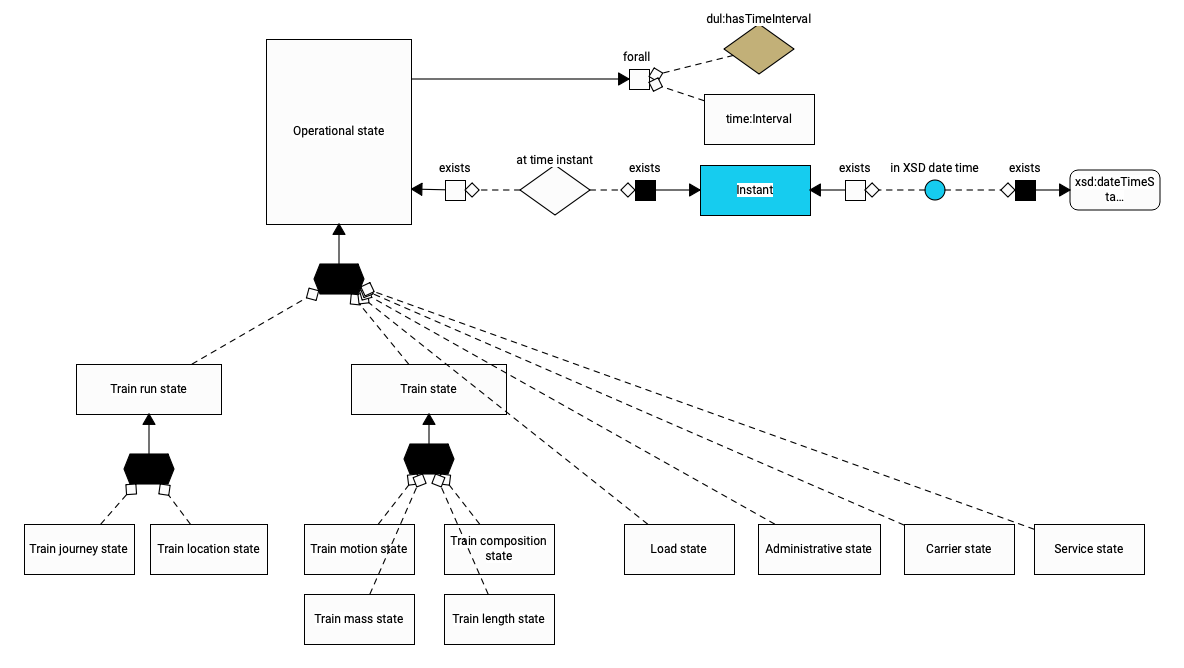 dul:hasTimeInterval
forall
Operational state
time:Interval
exists
at time instant
exists
Instant
exists
in XSD date time
exists
xsd:dateTimeS
ta...
Train run state
Train state
Train journey state
Train location state
Train motion state
Train composition
state
Load state
Administrative state
Carrier state
Service state
Train mass state
Train length state